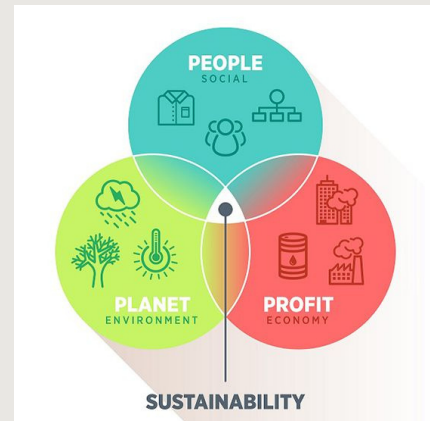 PEOPLE
SOCIAL
PLANET
ENVIRONMENT
PROFIT
ECONOMY
SUSTAINABILITY